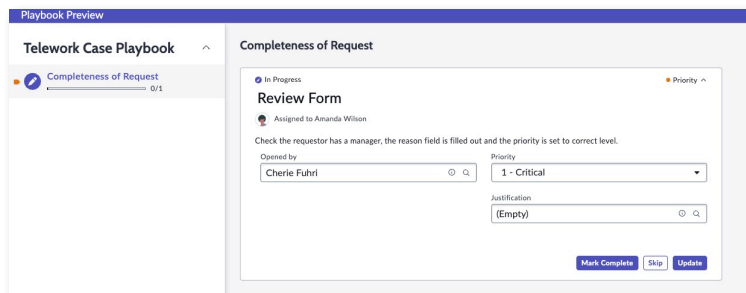 Playbook Preview
Telework Case Playbook
Completeness of Request
0/1
Completeness of Request
In Progress
Priority
Review Form
Assigned to Amanda Wilson
Check the requestor has a manager, the reason field is filled out and the priority is set to correct level.
Opened by
Priority
Cherie Fuhri
1 - Critical
Justification
(Empty)
Mark Complete Skip Update